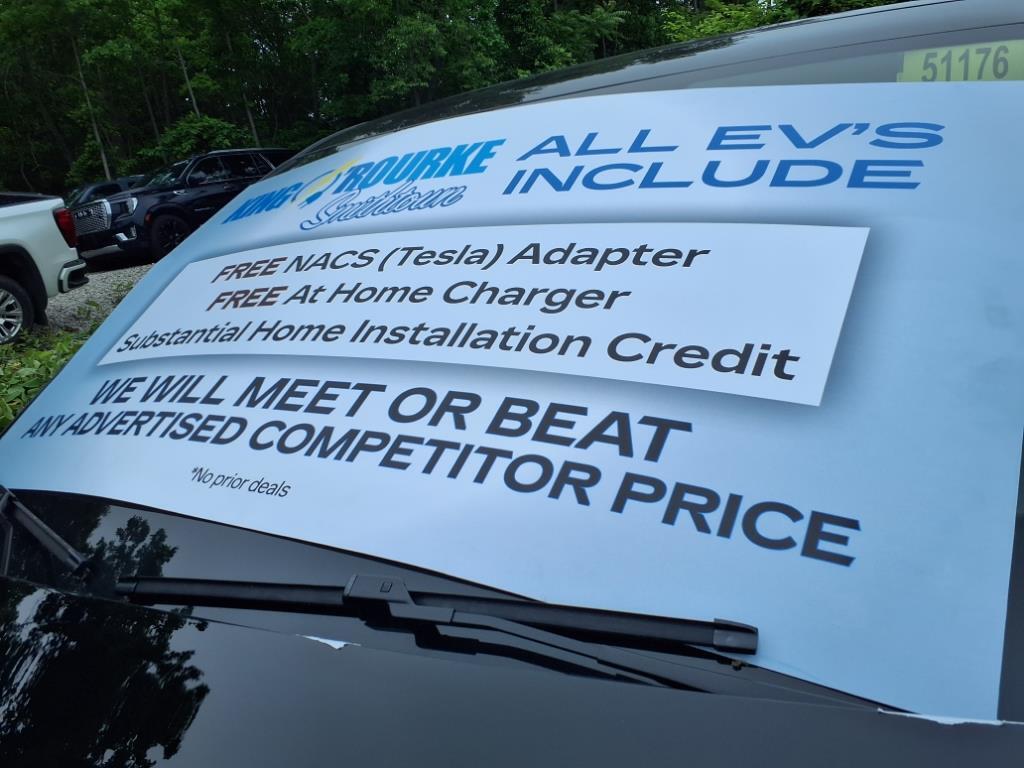 51176
KING O'ROURKE
Smithtown
ALL EV'S
INCLUDE
FREE NACS (Tesla) Adapter
FREE At Home Charger
Substantial Home Installation Credit
WE WILL MEET OR BEAT
ANY ADVERTISED COMPETITOR PRICE
*No prior deals